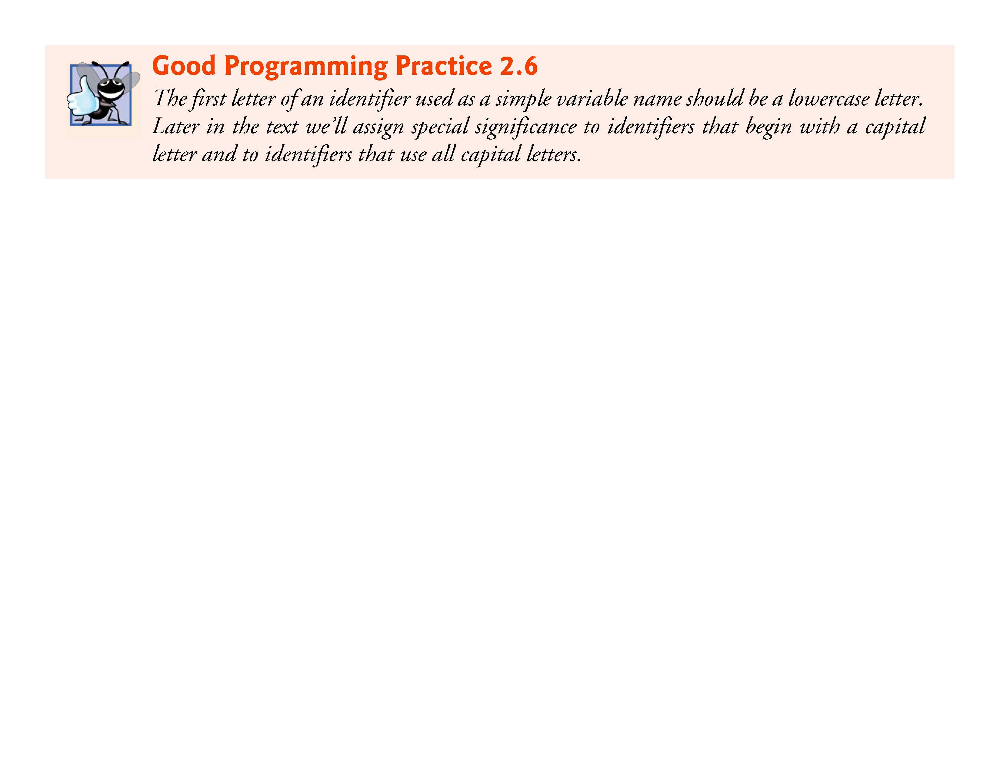 Good Programming Practice 2.6
The first letter of an identifier used as a simple variable name should be a lowercase letter.
Later in the text we’ll assign special significance to identifiers that begin with a capital
letter and to identifiers that use all capital letters.